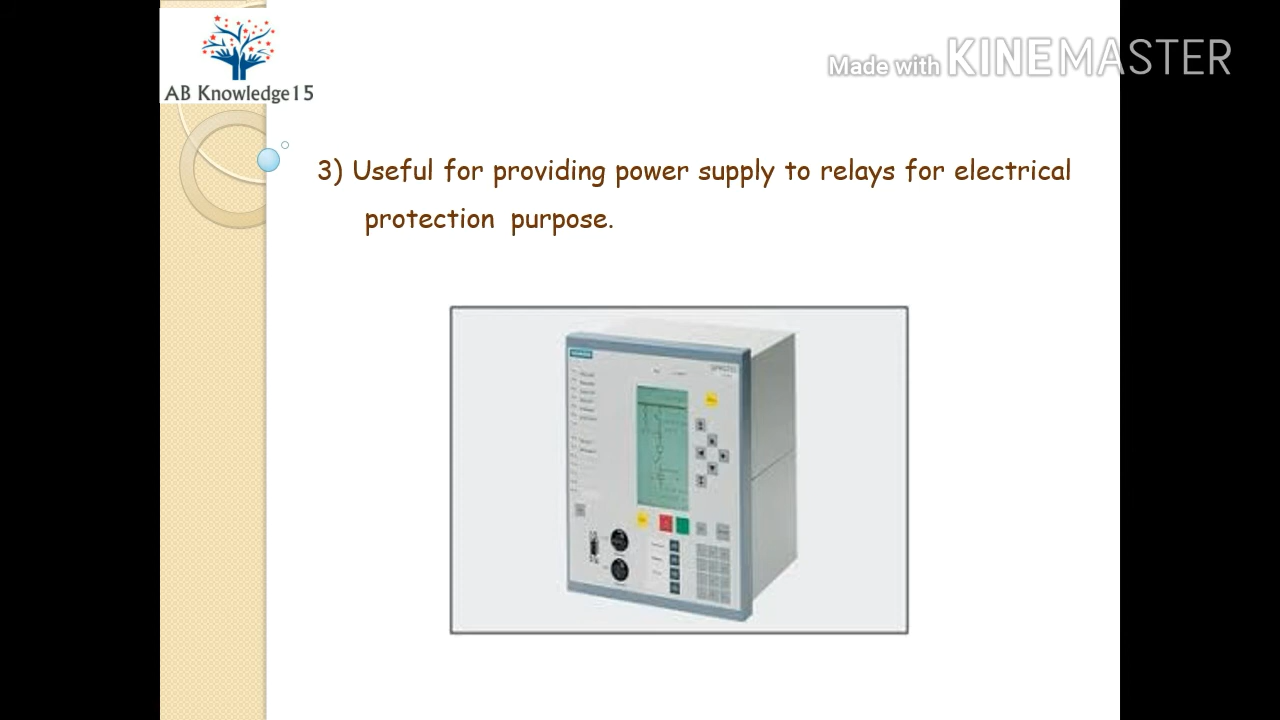 AB Knowledge15
Made with KINEMASTER
3) Useful for providing power supply to relays for electrical
protection purpose.
SIEMENS